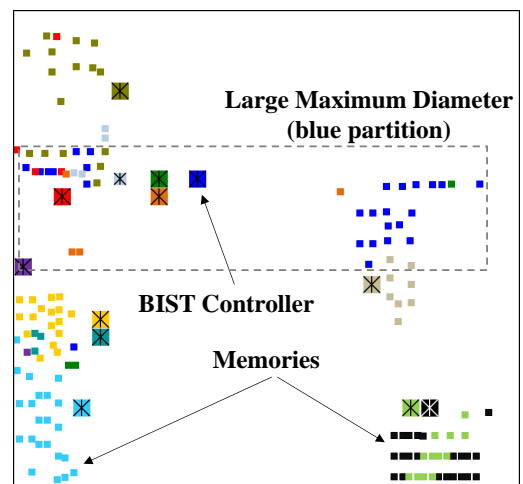 Large Maximum Diameter
(blue partition)
BIST Controller
Memories